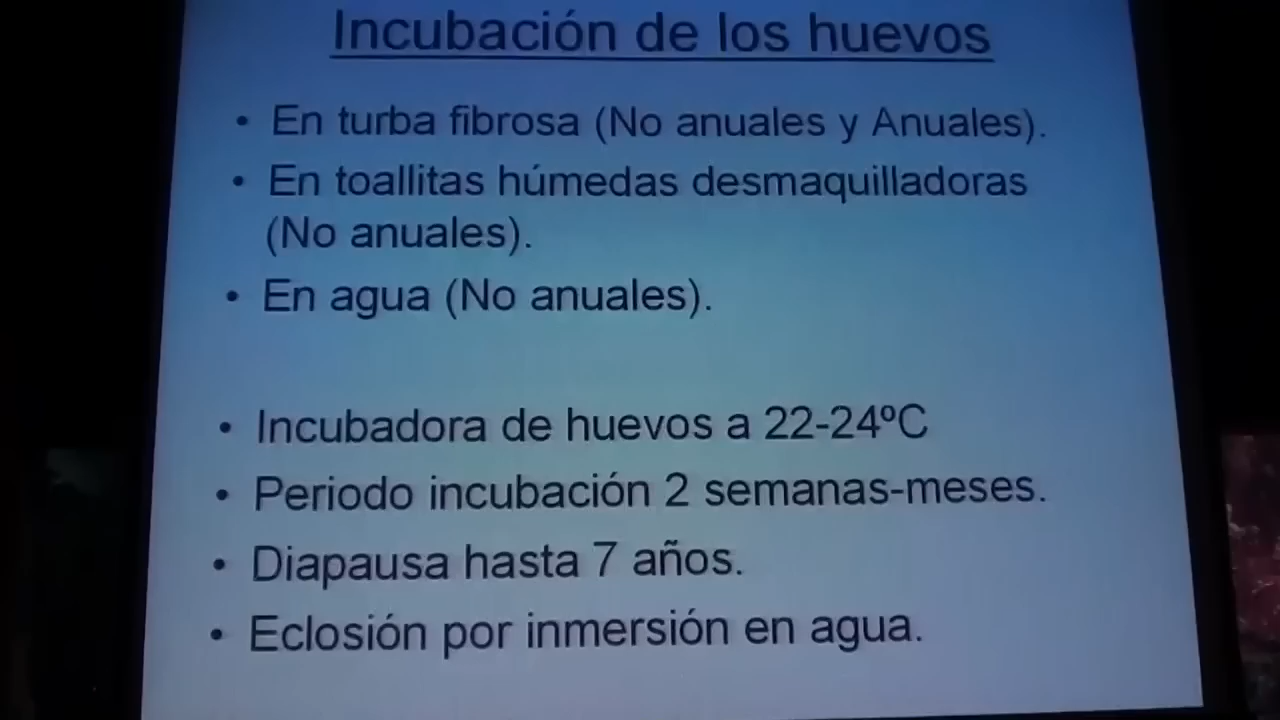 Incubación de los huevos
• En turba fibrosa (No anuales y Anuales).
• En toallitas húmedas desmaquilladoras
(No anuales).
• En agua (No anuales).
• Incubadora de huevos a 22-24ºC
• Periodo incubación 2 semanas-meses.
• Diapausa hasta 7 años.
• Eclosión por inmersión en agua.